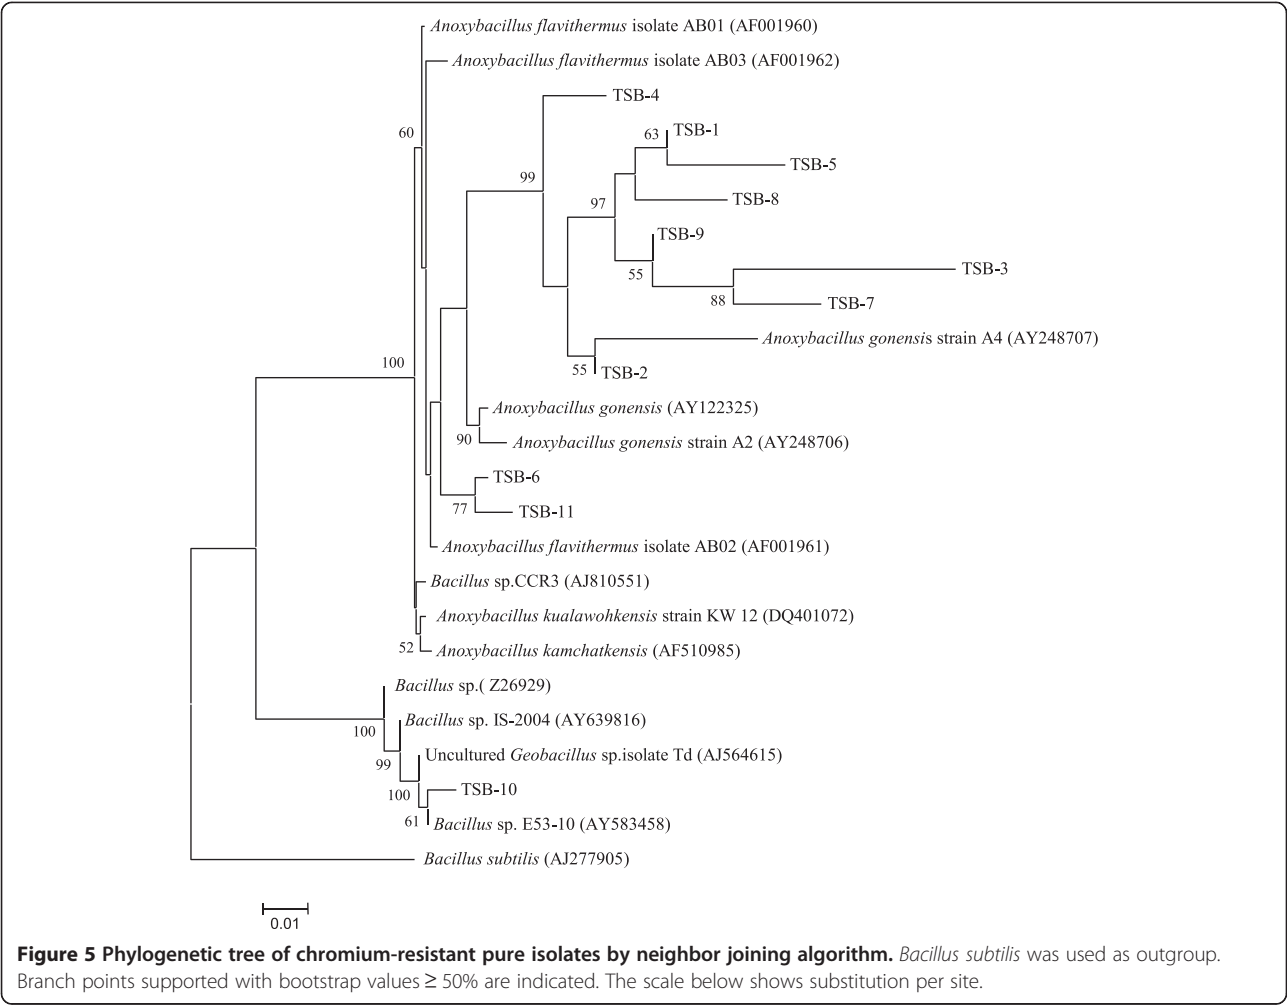 Anoxybacillus flavithermus isolate AB01 (AF001960)
Anoxybacillus flavithermus isolate AB03 (AF001962)
TSB-4
60
63 TSB-1
TSB-5
99
TSB-8
97
TSB-9
55
TSB-3
88
TSB-7
Anoxybacillus gonensis strain A4 (AY248707)
100
55 TSB-2
Anoxybacillus gonensis (AY122325)
90
Anoxybacillus gonensis strain A2 (AY248706)
TSB-6
77
TSB-11
Anoxybacillus flavithermus isolate AB02 (AF001961)
Bacillus sp.CCR3 (AJ810551)
Anoxybacillus kualawohkensis strain KW 12 (DQ401072)
52
Anoxybacillus kamchatkensis (AF510985)
Bacillus sp.( Z26929)
100
Bacillus sp. IS-2004 (AY639816)
99
Uncultured Geobacillus sp.isolate Td (AJ564615)
100
TSB-10
61
Bacillus sp. E53-10 (AY583458)
Bacillus subtilis (AJ277905)
0.01
Figure 5 Phylogenetic tree of chromium-resistant pure isolates by neighbor joining algorithm. Bacillus subtilis was used as outgroup.
Branch points supported with bootstrap values ≥ 50% are indicated. The scale below shows substitution per site.